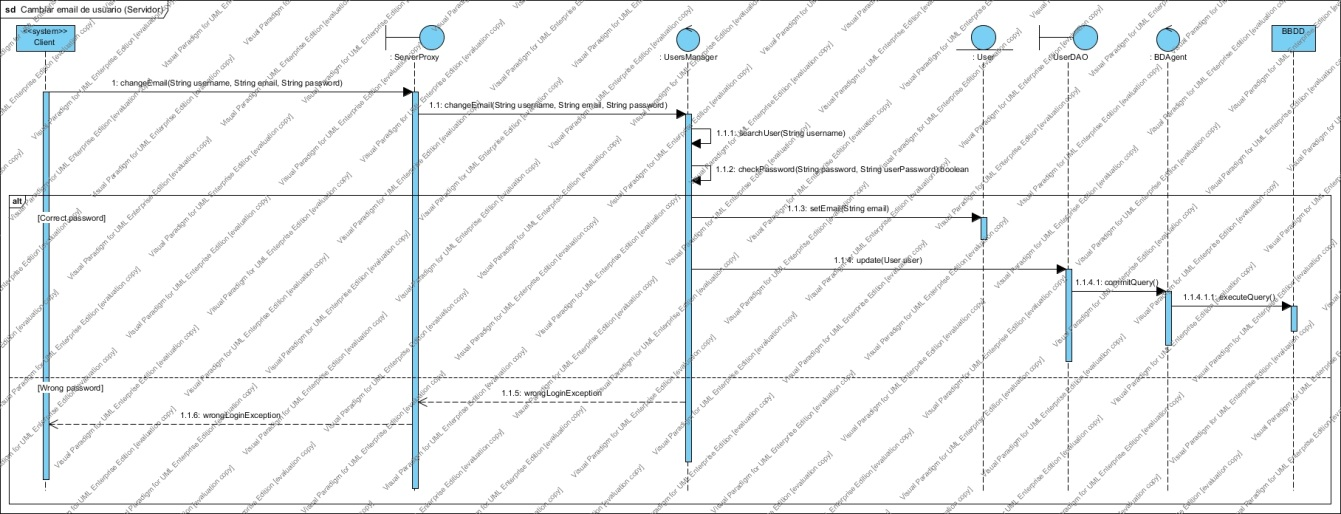 sd Cambiar email de usuario (Servidor)
<<system>>
Client
: ServerProxy
: UsersManager
: User
: UserDAO
: BDAgent
BBDD
1: changeEmail(String username, String email, String password)
1.1: changeEmail(String username, String email, String password)
1.1.1: searchUser(String username)
1.1.2: checkPassword(String password, String userPassword):boolean
alt
[Correct password]
1.1.3: setEmail(String email)
1.1.4: update(User user)
1.1.4.1: commitQuery()
1.1.4.1.1: executeQuery()
[Wrong password]
1.1.5: wrongLoginException
1.1.6: wrongLoginException
Visual Paradigm for UML Enterprise Edition [evaluation copy]